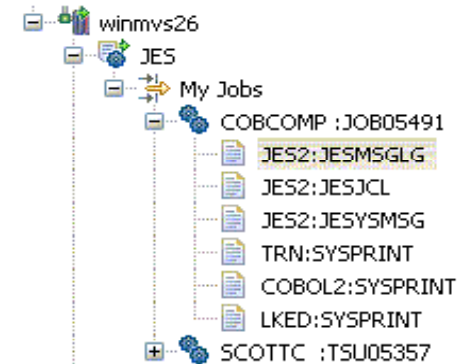 winmvs26
JES
My Jobs
COBCOMP :JOB05491
JES2:JESMSGLG
JES2:JESJCL
JES2:JESYSMSG
TRN:SYSPRINT
COBOL2:SYSPRINT
LKED:SYSPRINT
SCOTTC :TSU05357